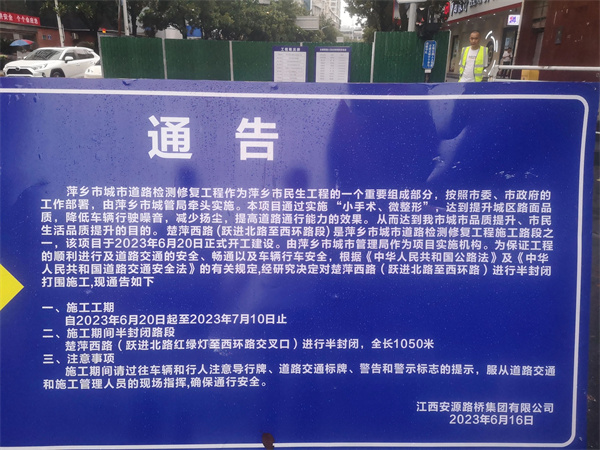 通 告
萍乡市城市道路检测修复工程作为萍乡市民生工程的一个重要组成部分，按照市委、市政府的
工作部署，由萍乡市城管局牵头实施。本项目通过实施“小手术、微整形”，达到提升城区路面品
质，降低车辆行驶噪音，减少扬尘，提高道路通行能力的效果。从而达到我市城市品质提升、市民
生活品质提升的目的。楚萍西路(跃进北路至西环路段)是萍乡市城市道路检测修复工程施工路段之
一，该项目于2023年6月20日正式开工建设。由萍乡市城市管理局作为项目实施机构。为保证工程
的顺利进行及道路交通的安全、畅通以及车辆行车安全，根据《中华人民共和国公路法》及《中华
人民共和国道路交通安全法》的有关规定,经研究决定对楚萍西路（跃进北路至西环路）进行半封闭
打围施工,现通告如下
一、施工工期
自2023年6月20日起至2023年7月10日止
二、施工期间半封闭路段
楚萍西路（跃进北路红绿灯至西环路交叉口）进行半封闭，全长1050米
三、注意事项
施工期间请过往车辆和行人注意导行牌、道路交通标牌、警告和警示标志的提示，服从道路交通
和施工管理人员的现场指挥,确保通行安全。
江西安源路桥集团有限公司
2023年6月16日